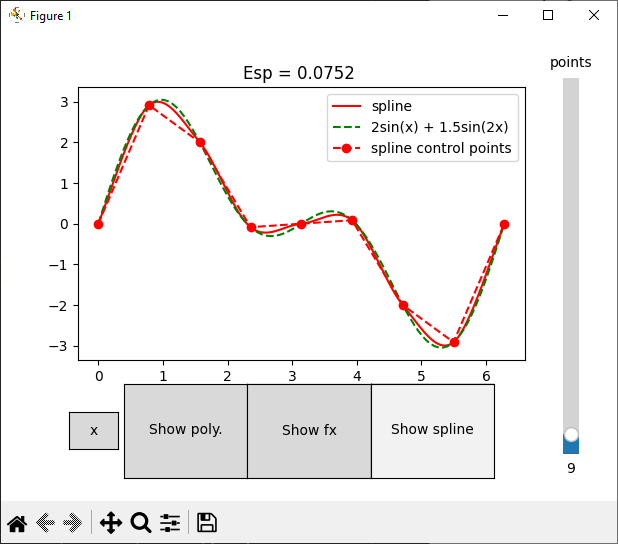 Figure 1
points
Esp = 0.0752
spline
2sin(x) + 1.5sin(2x)
spline control points
3
2
1
0
−1
−2
−3
0 1 2 3 4 5 6
x
Show poly.
Show fx
Show spline
9